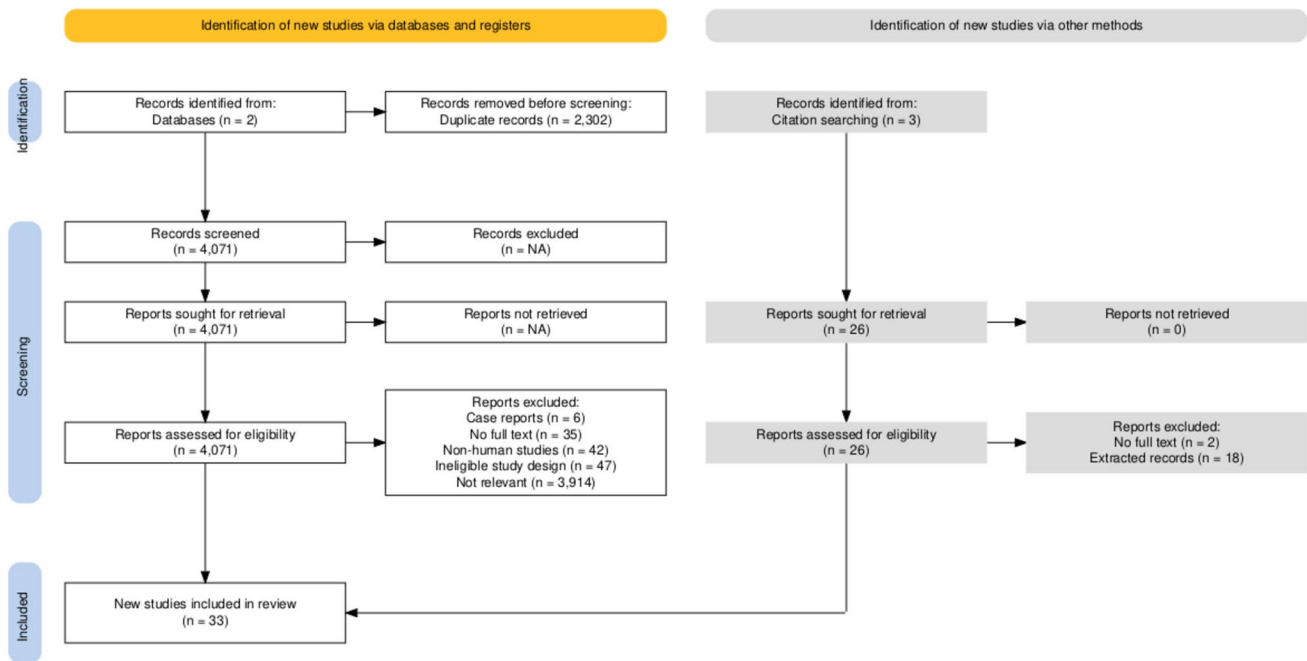 Identification of new studies via databases and registers
Identification of new studies via other methods
Identification
Records identified from:
Databases (n = 2)
Records removed before screening:
Duplicate records (n = 2,302)
Records identified from:
Citation searching (n = 3)
Screening
Records screened
(n = 4,071)
Records excluded
(n = NA)
Reports sought for retrieval
(n = 4,071)
Reports not retrieved
(n = NA)
Reports sought for retrieval
(n = 26)
Reports not retrieved
(n = 0)
Reports assessed for eligibility
(n = 4,071)
Reports excluded:
Case reports (n = 6)
No full text (n = 35)
Non-human studies (n = 42)
Ineligible study design (n = 47)
Not relevant (n = 3,914)
Reports assessed for eligibility
(n = 26)
Reports excluded:
No full text (n = 2)
Extracted records (n = 18)
Included
New studies included in review
(n = 33)